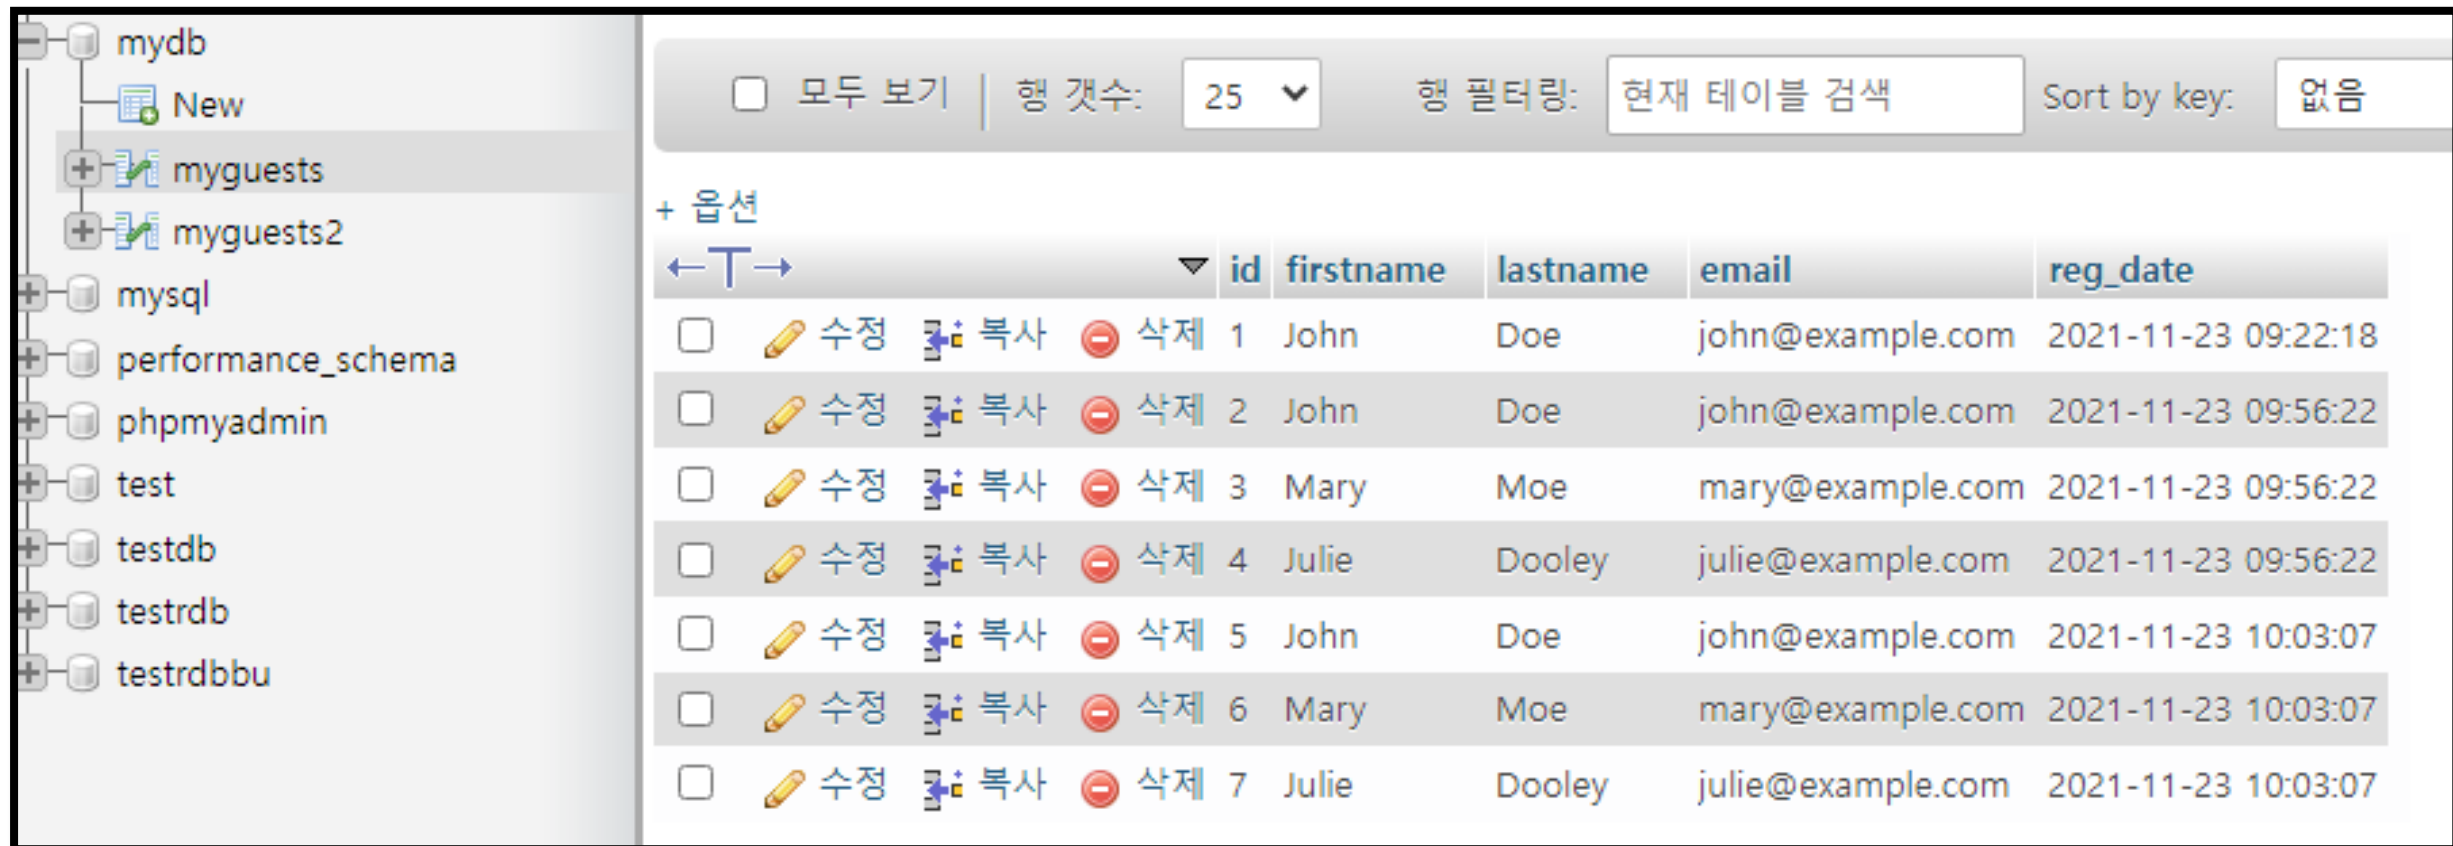 mydb
New
myguests
myguests2
mysql
performance_schema
phpmyadmin
test
testdb
testrdb
testrdbbu
모두 보기 | 행 갯수: 25 행 필터링: 현재 테이블 검색 Sort by key: 없음
+ 옵션
←T→ ▼ id firstname lastname email reg_date
수정 복사 삭제 1 John Doe john@example.com 2021-11-23 09:22:18
수정 복사 삭제 2 John Doe john@example.com 2021-11-23 09:56:22
수정 복사 삭제 3 Mary Moe mary@example.com 2021-11-23 09:56:22
수정 복사 삭제 4 Julie Dooley julie@example.com 2021-11-23 09:56:22
수정 복사 삭제 5 John Doe john@example.com 2021-11-23 10:03:07
수정 복사 삭제 6 Mary Moe mary@example.com 2021-11-23 10:03:07
수정 복사 삭제 7 Julie Dooley julie@example.com 2021-11-23 10:03:07